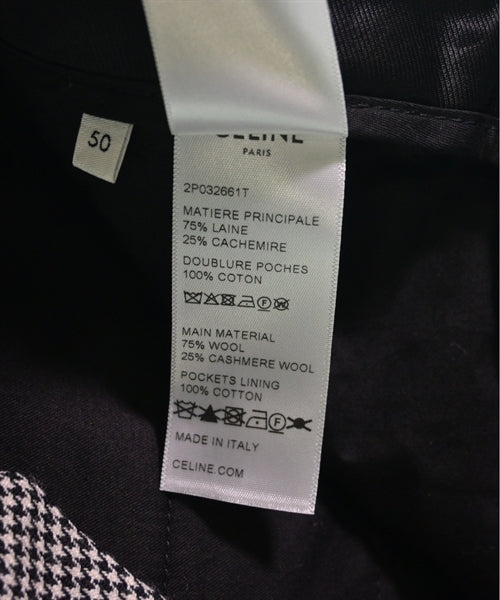 50
CELINE
PARIS
2P032661T
MATIERE PRINCIPALE
75% LAINE
25% CACHEMIRE
DOUBLURE POCHES
100% COTON
MAIN MATERIAL
75% WOOL
25% CASHMERE WOOL
POCKETS LINING
100% COTTON
MADE IN ITALY
CELINE.COM